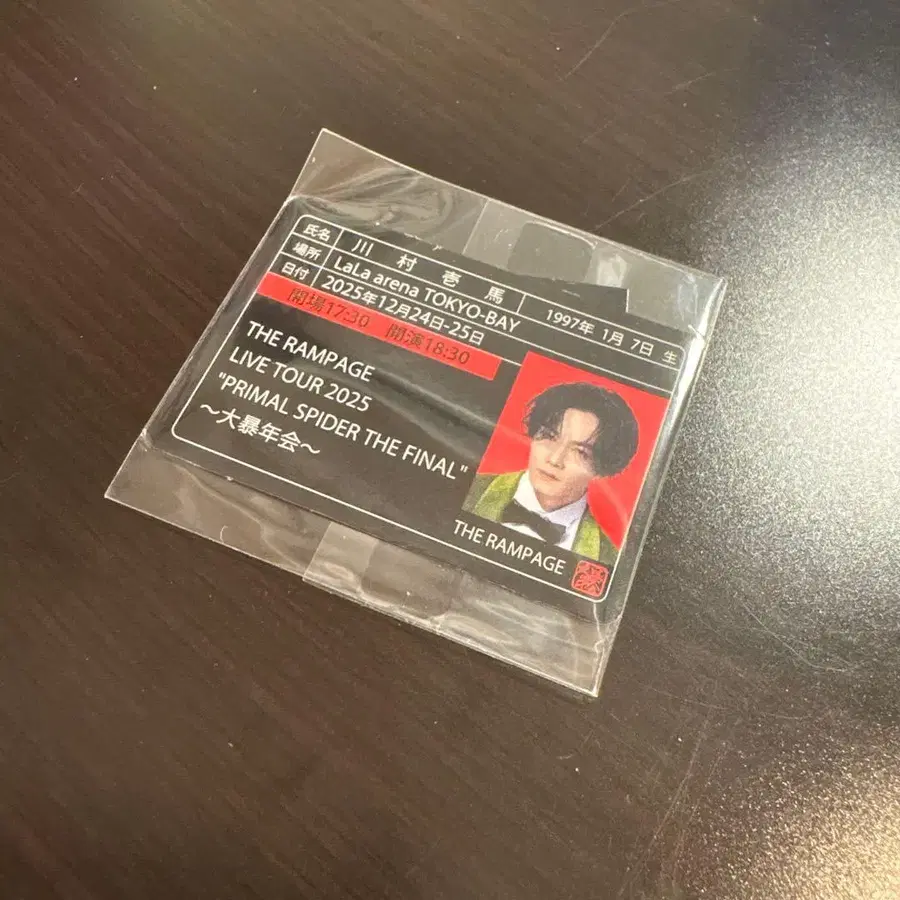 氏名 川村壱馬 1997年 1月 7日 生
場所 LaLa arena TOKYO-BAY
日付 2025年12月24日-25日
開場17:30 開演18:30
THE RAMPAGE
LIVE TOUR 2025
"PRIMAL SPIDER THE FINAL"
～大暴年会～
THE RAMPAGE